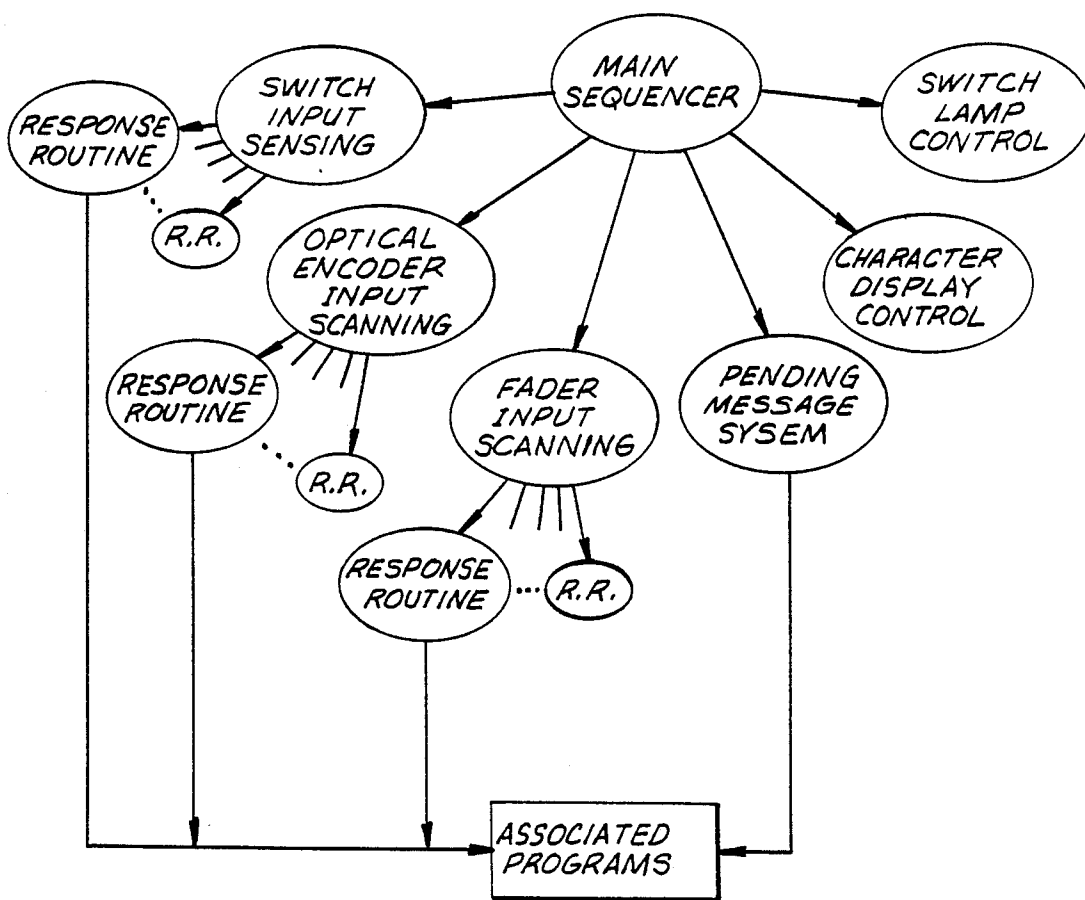 MAIN
SEQUENCER
SWITCH
INPUT
SENSING
SWITCH
LAMP
CONTROL
RESPONSE
ROUTINE
R.R.
OPTICAL
ENCODER
INPUT
SCANNING
CHARACTER
DISPLAY
CONTROL
RESPONSE
ROUTINE
R.R.
FADER
INPUT
SCANNING
PENDING
MESSAGE
SYSEM
RESPONSE
ROUTINE
R.R.
ASSOCIATED
PROGRAMS